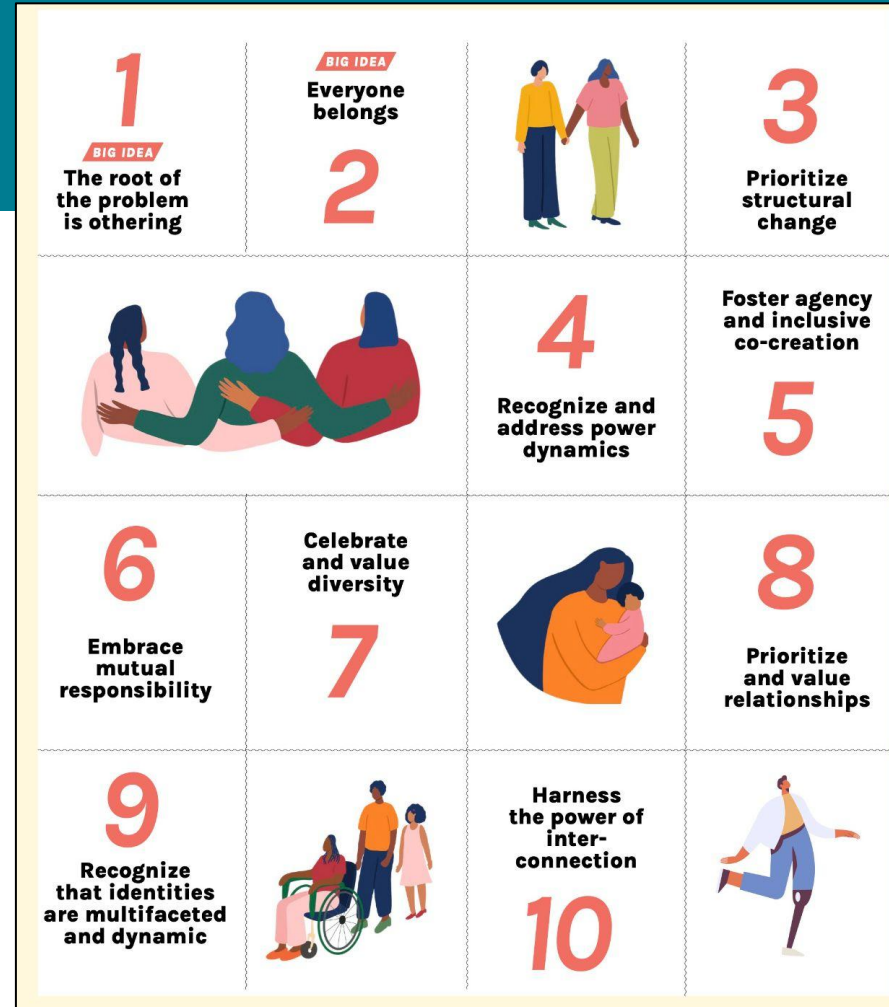 1
BIG IDEA
The root of
the problem
is othering
BIG IDEA
Everyone
belongs
2
3
Prioritize
structural
change
4
Recognize and
address power
dynamics
Foster agency
and inclusive
co-creation
5
6
Embrace
mutual
responsibility
Celebrate
and value
diversity
7
8
Prioritize
and value
relationships
9
Recognize
that identities
are multifaceted
and dynamic
Harness
the power of
inter-
connection
10